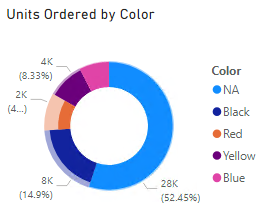 Units Ordered by Color
4K
(8.33%)
2K
(4...)
8K
(14.9%)
28K
(52.45%)
Color
NA
Black
Red
Yellow
Blue